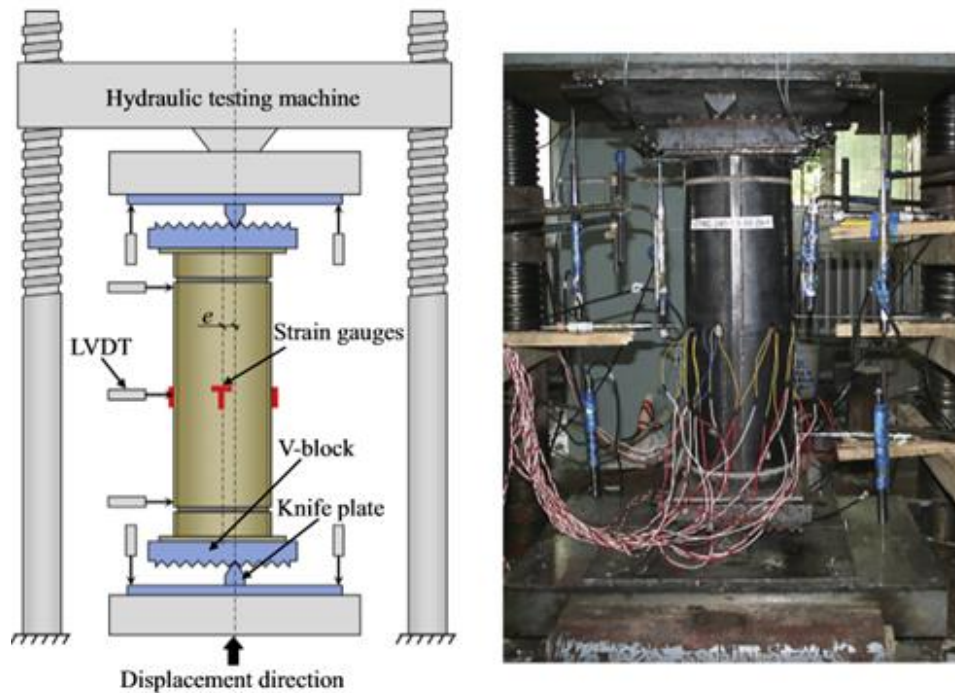 Hydraulic testing machine
e
Strain gauges
LVDT
V-block
Knife plate
Displacement direction